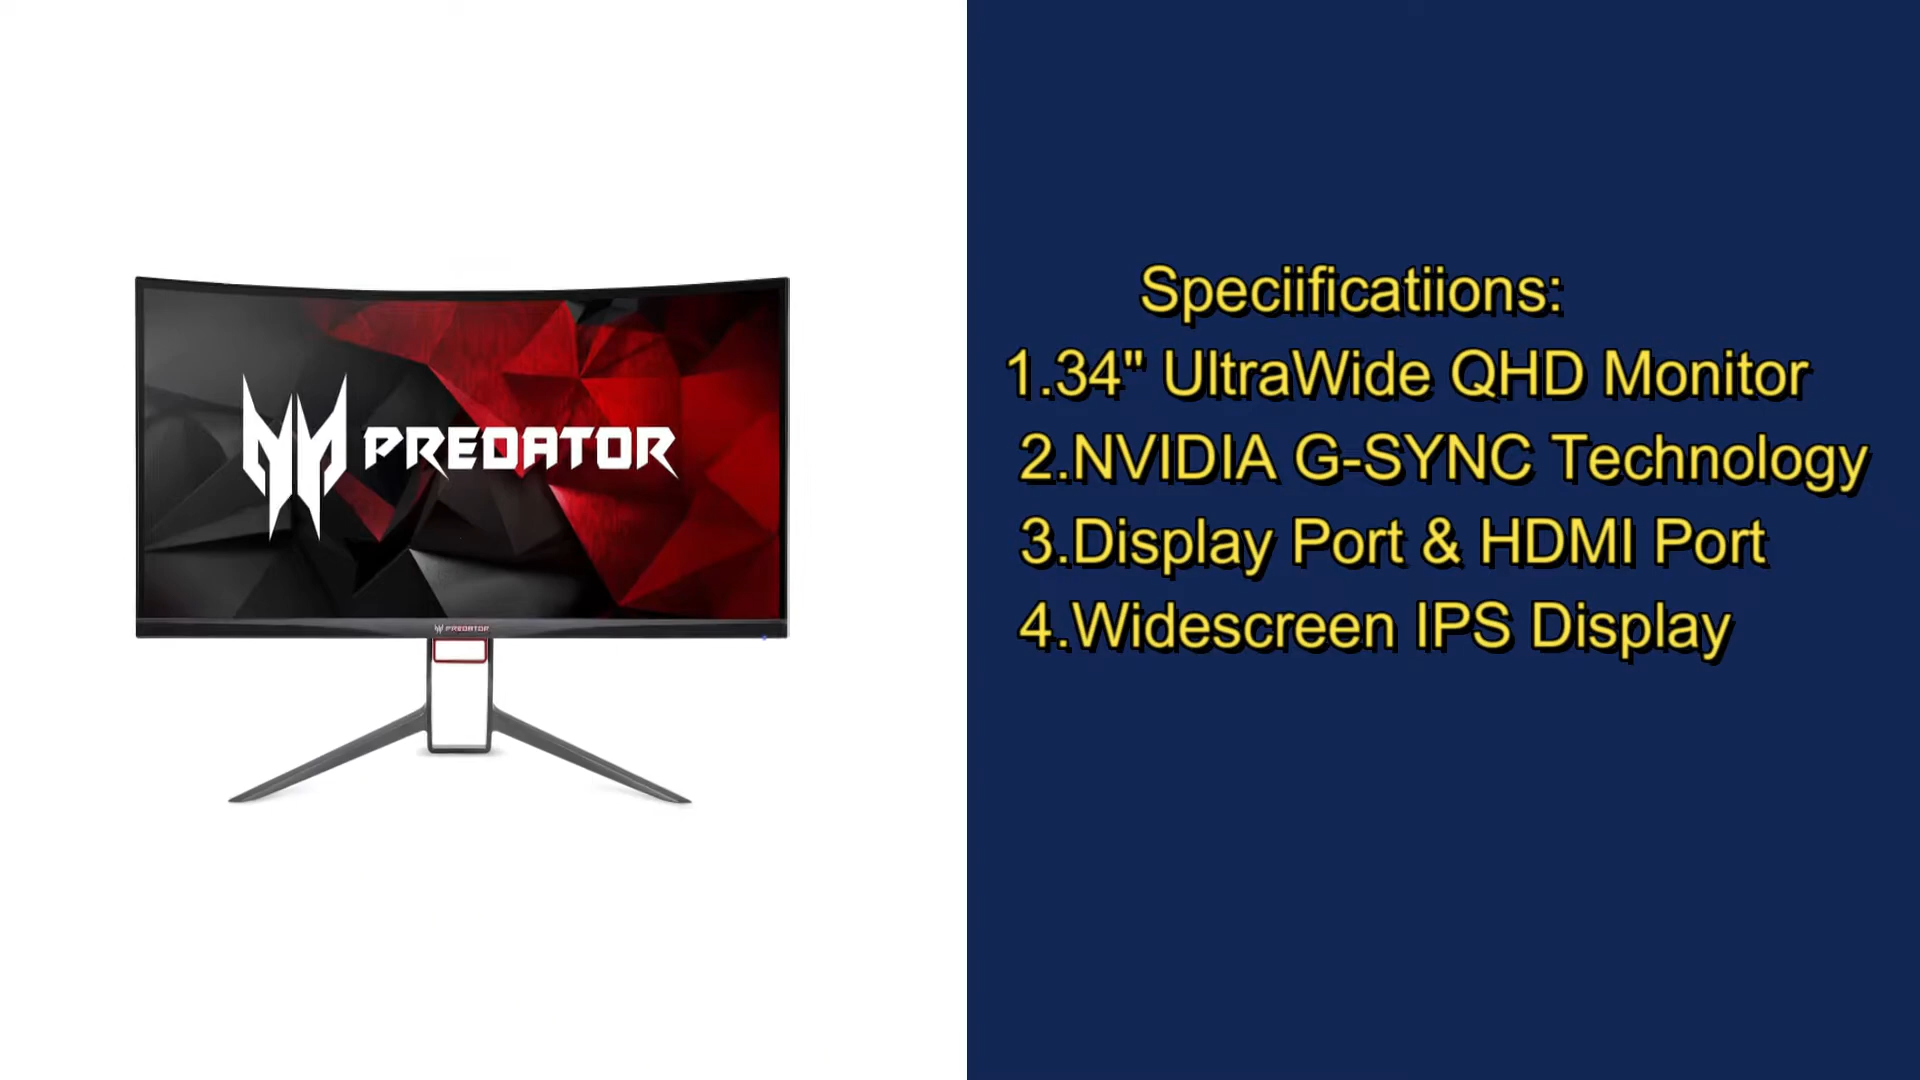 PREDATOR
PREDATOR
Speciificatiions:
1.34" UltraWide QHD Monitor
2.NVIDIA G-SYNC Technology
3.Display Port & HDMI Port
4.Widescreen IPS Display